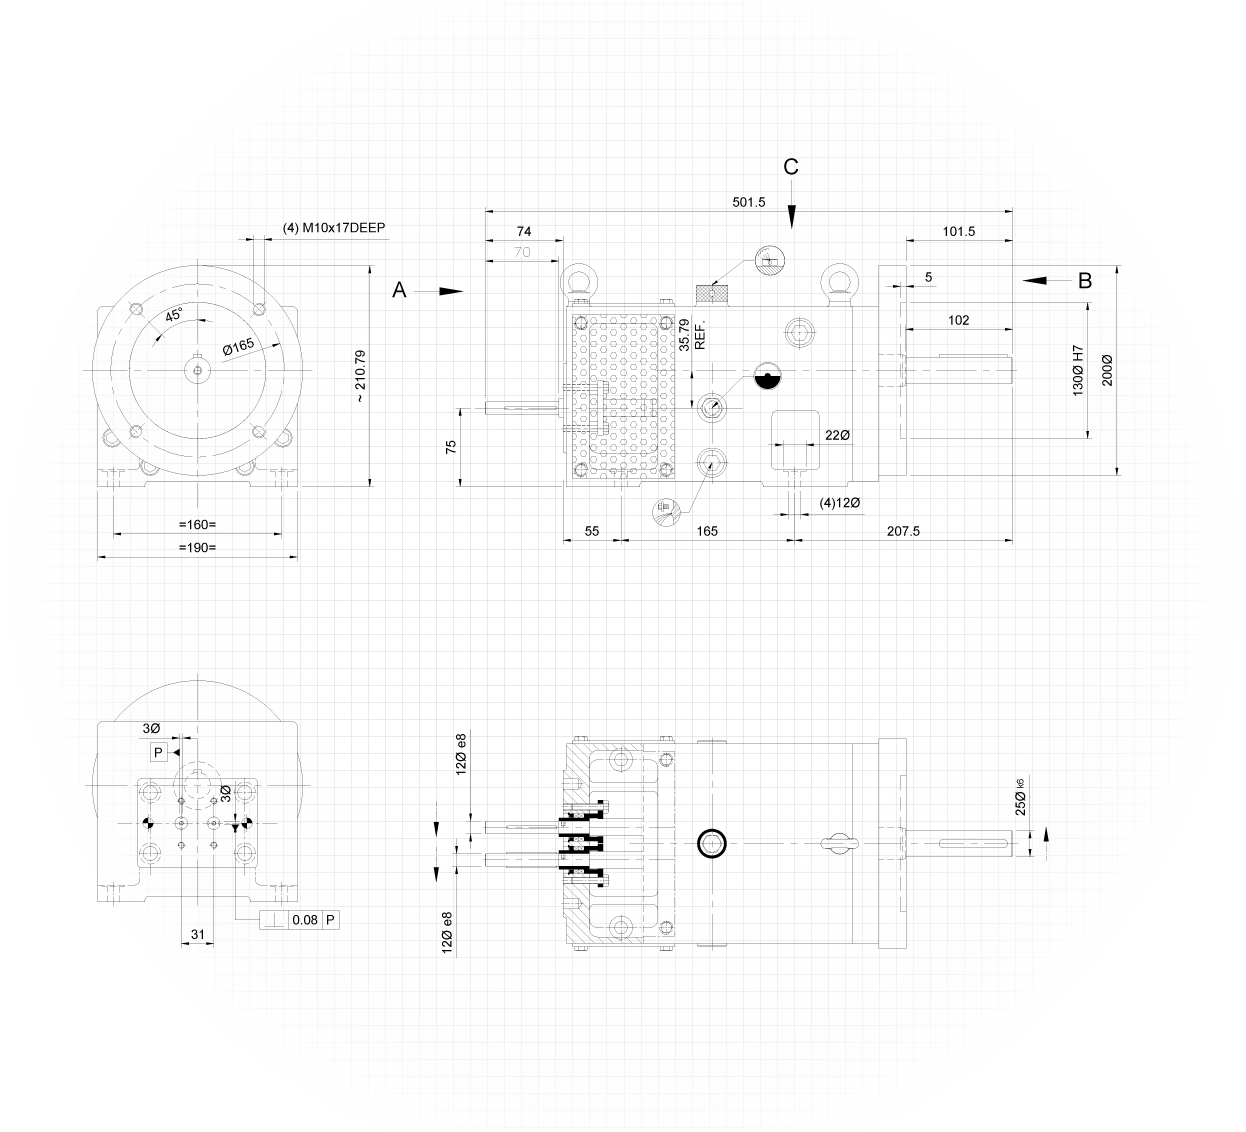 C
501.5
(4) M10x17DEEP
74
101.5
70
5
A
B
45°
Ø165
102
35.79
REF.
~ 210.79
130Ø H7
200Ø
75
22Ø
(4)12Ø
=160=
55
165
207.5
=190=
3Ø
P
12Ø e8
3Ø
25Ø k6
0.08 P
31
12Ø e8